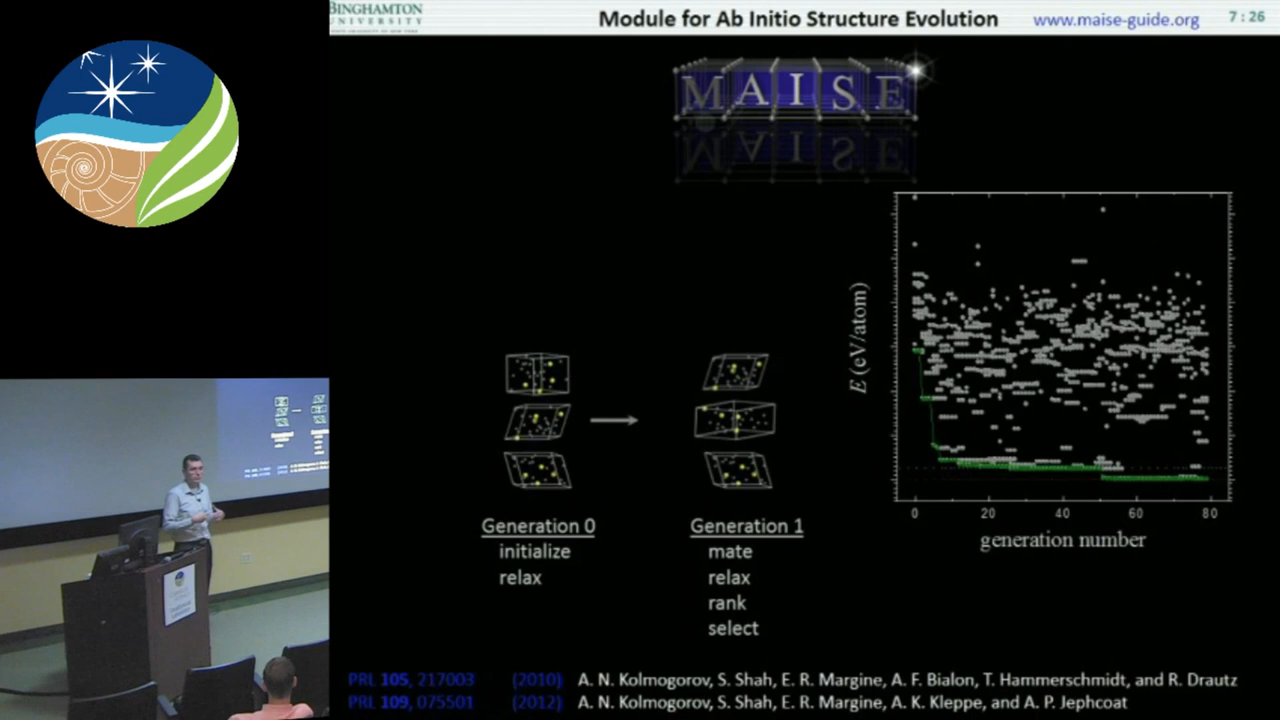 BINGHAMTON
UNIVERSITY
Module for Ab Initio Structure Evolution
www.maise-guide.org
7 : 26
MAISE
E (eV/atom)
0 20 40 60 80
generation number
Generation 0
initialize
relax
Generation 1
mate
relax
rank
select
PRL 105, 217003 (2010) A. N. Kolmogorov, S. Shah, E. R. Margine, A. F. Bialon, T. Hammerschmidt, and R. Drautz
PRL 109, 075501 (2012) A. N. Kolmogorov, S. Shah, E. R. Margine, A. K. Kleppe, and A. P. Jephcoat